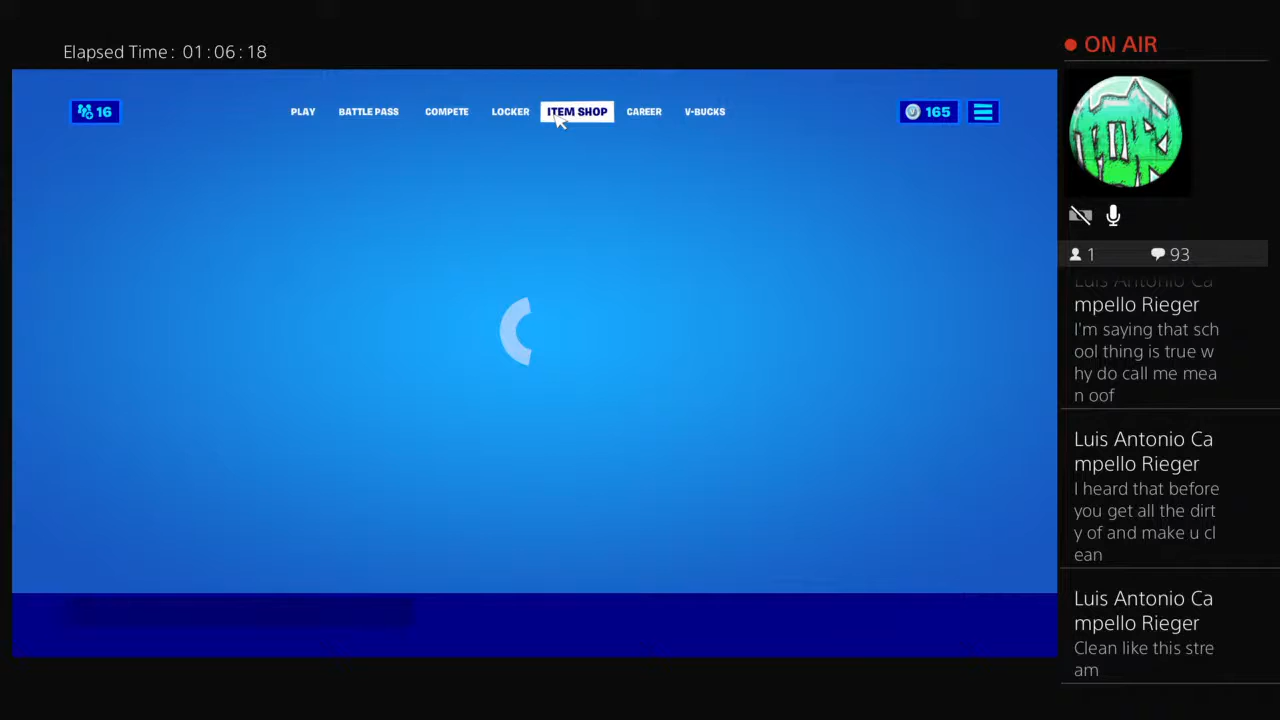 Elapsed Time: 01:06:18
ON AIR
16
PLAY
BATTLE PASS
COMPETE
LOCKER
ITEM SHOP
CAREER
V-BUCKS
165
1
93
Luis Antonio Ca
mpello Rieger
I'm saying that sch
ool thing is true w
hy do call me mea
n oof
Luis Antonio Ca
mpello Rieger
I heard that before
you get all the dirt
y of and make u cl
ean
Luis Antonio Ca
mpello Rieger
Clean like this stre
am